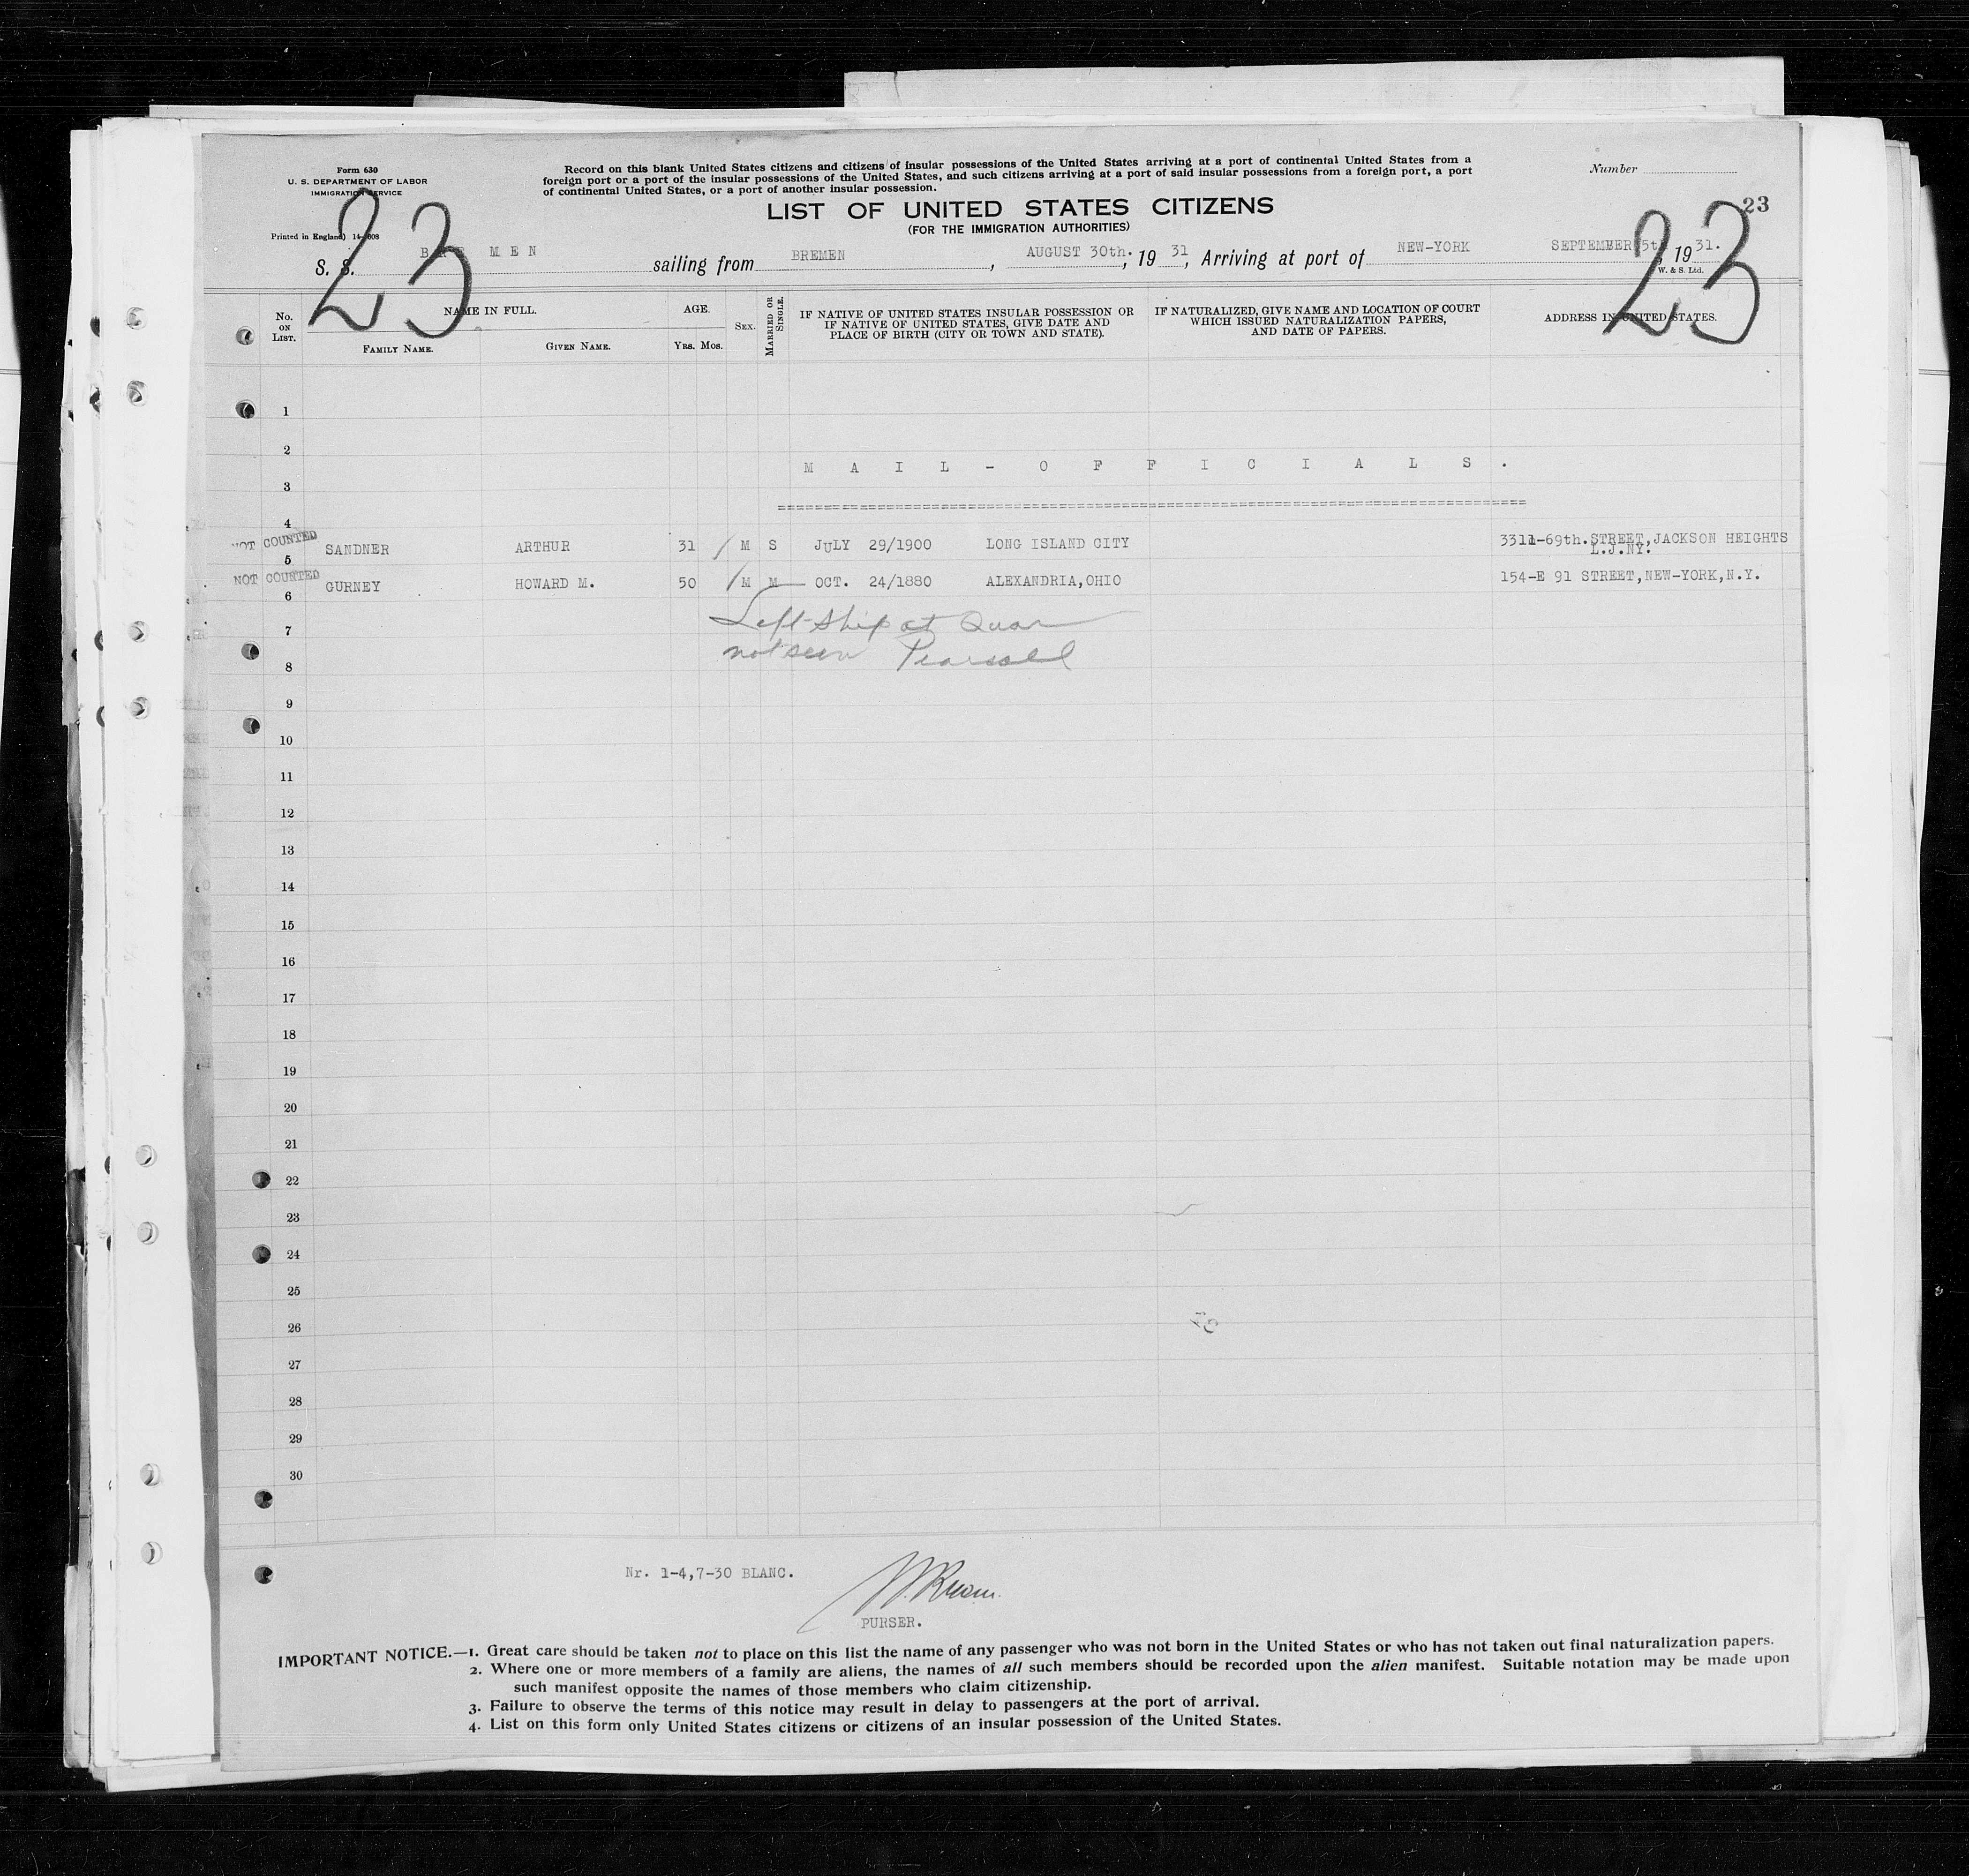 Form 630
U. S. DEPARTMENT OF LABOR
IMMIGRATION SERVICE
Record on this blank United States citizens and citizens of insular possessions of the United States arriving at a port of continental United States from a
foreign port or a port of the insular possessions of the United States, and such citizens arriving at a port of said insular possessions from a foreign port, a port
of continental United States, or a port of another insular possession.
Number
23
LIST OF UNITED STATES CITIZENS
(FOR THE IMMIGRATION AUTHORITIES)
Printed in England) 14-608
23
23
S. S. BREMEN sailing from BREMEN, AUGUST 30th., 19 31, Arriving at port of NEW-YORK SEPTEMBER 5th, 19 31.
W. & S. Ltd.
No. ON LIST. NAME IN FULL. AGE. SEX. MARRIED OR SINGLE. IF NATIVE OF UNITED STATES INSULAR POSSESSION OR IF NATIVE OF UNITED STATES, GIVE DATE AND PLACE OF BIRTH (CITY OR TOWN AND STATE). IF NATURALIZED, GIVE NAME AND LOCATION OF COURT WHICH ISSUED NATURALIZATION PAPERS, AND DATE OF PAPERS. ADDRESS IN UNITED STATES.
FAMILY NAME. GIVEN NAME. YRS. MOS.
1
2
MAIL-OFFICIALS.
3
4
NOT COUNTED 5 SANDNER ARTHUR 31 / M S JULY 29/1900 LONG ISLAND CITY 3311-69th.STREET,JACKSON HEIGHTS
L.J.NY.
NOT COUNTED 6 GURNEY HOWARD M. 50 / M M OCT. 24/1880 ALEXANDRIA,OHIO 154-E 91 STREET,NEW-YORK,N.Y.
7 Left ship at Quar
8 not seen Pearsall
9
10
11
12
13
14
15
16
17
18
19
20
21
22
23
24
25
26
27
28
29
30
Nr. 1-4,7-30 BLANC.
PURSER.
IMPORTANT NOTICE.—1. Great care should be taken not to place on this list the name of any passenger who was not born in the United States or who has not taken out final naturalization papers.
2. Where one or more members of a family are aliens, the names of all such members should be recorded upon the alien manifest. Suitable notation may be made upon
such manifest opposite the names of those members who claim citizenship.
3. Failure to observe the terms of this notice may result in delay to passengers at the port of arrival.
4. List on this form only United States citizens or citizens of an insular possession of the United States.